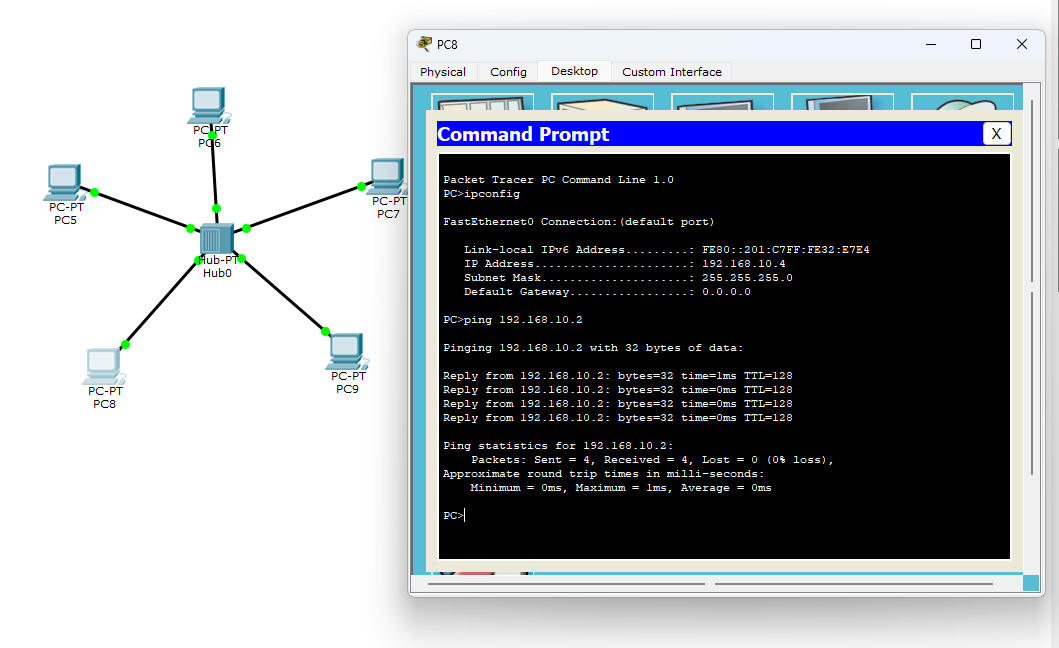 PC-PT
PC6
PC-PT
PC5
PC-PT
PC7
Hub-PT
Hub0
PC-PT
PC8
PC-PT
PC9
PC8
Physical Config Desktop Custom Interface
Command Prompt X
Packet Tracer PC Command Line 1.0
PC>ipconfig
FastEthernet0 Connection:(default port)
Link-local IPv6 Address.........: FE80::201:C7FF:FE32:E7E4
IP Address......................: 192.168.10.4
Subnet Mask.....................: 255.255.255.0
Default Gateway.................: 0.0.0.0
PC>ping 192.168.10.2
Pinging 192.168.10.2 with 32 bytes of data:
Reply from 192.168.10.2: bytes=32 time=1ms TTL=128
Reply from 192.168.10.2: bytes=32 time=0ms TTL=128
Reply from 192.168.10.2: bytes=32 time=0ms TTL=128
Reply from 192.168.10.2: bytes=32 time=0ms TTL=128
Ping statistics for 192.168.10.2:
Packets: Sent = 4, Received = 4, Lost = 0 (0% loss),
Approximate round trip times in milli-seconds:
Minimum = 0ms, Maximum = 1ms, Average = 0ms
PC>